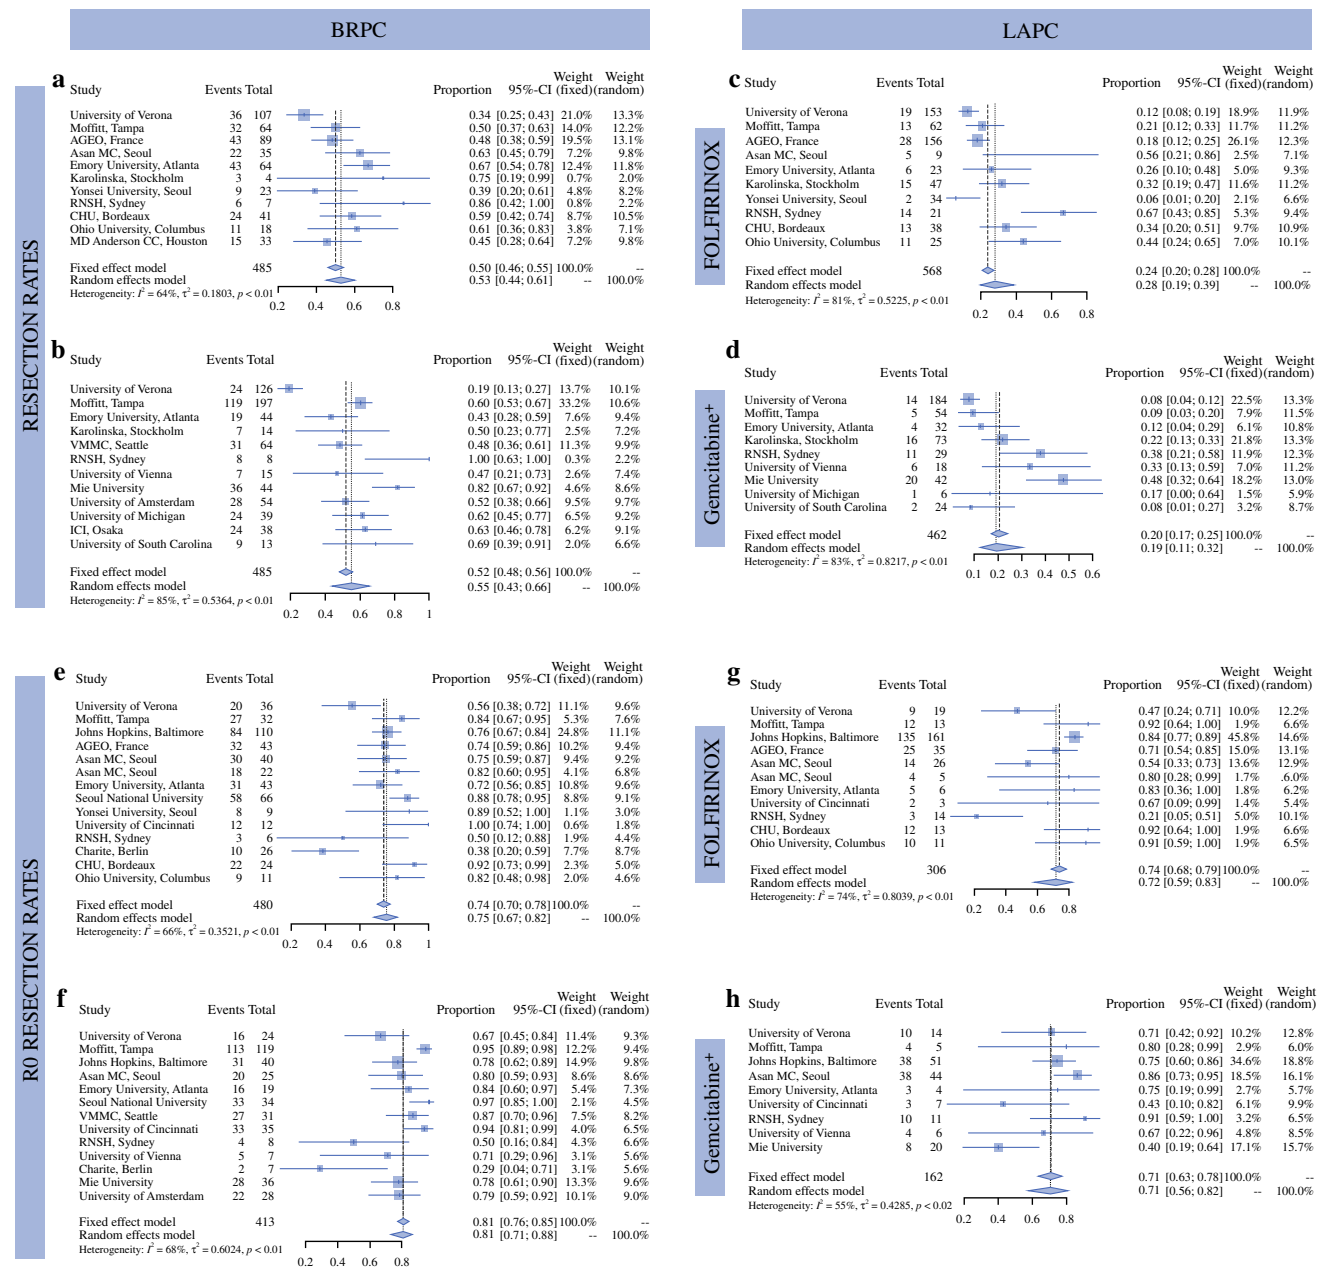 BRPC
LAPC
RESECTION RATES
a
Study Events Total Proportion 95%-CI Weight (fixed) Weight (random)
University of Verona 36 107 0.34 [0.25; 0.43] 21.0% 13.3%
Moffitt, Tampa 32 64 0.50 [0.37; 0.63] 14.0% 12.2%
AGEO, France 43 89 0.48 [0.38; 0.59] 19.5% 13.1%
Asan MC, Seoul 22 35 0.63 [0.45; 0.79] 7.2% 9.8%
Emory University, Atlanta 43 64 0.67 [0.54; 0.78] 12.4% 11.8%
Karolinska, Stockholm 3 4 0.75 [0.19; 0.99] 0.7% 2.0%
Yonsei University, Seoul 9 23 0.39 [0.20; 0.61] 4.8% 8.2%
RNSH, Sydney 6 7 0.86 [0.42; 1.00] 0.8% 2.2%
CHU, Bordeaux 24 41 0.59 [0.42; 0.74] 8.7% 10.5%
Ohio University, Columbus 11 18 0.61 [0.36; 0.83] 3.8% 7.1%
MD Anderson CC, Houston 15 33 0.45 [0.28; 0.64] 7.2% 9.8%
Fixed effect model 485 0.50 [0.46; 0.55] 100.0% --
Random effects model 0.53 [0.44; 0.61] -- 100.0%
Heterogeneity: I² = 64%, τ² = 0.1803, p < 0.01
0.2 0.4 0.6 0.8 1
b
Study Events Total Proportion 95%-CI Weight (fixed) Weight (random)
University of Verona 24 126 0.19 [0.13; 0.27] 13.7% 10.1%
Moffitt, Tampa 119 197 0.60 [0.53; 0.67] 33.2% 10.6%
Emory University, Atlanta 19 44 0.43 [0.28; 0.59] 7.6% 9.4%
Karolinska, Stockholm 7 14 0.50 [0.23; 0.77] 2.5% 7.2%
VMMC, Seattle 31 64 0.48 [0.36; 0.61] 11.3% 9.9%
RNSH, Sydney 8 8 1.00 [0.63; 1.00] 0.3% 2.2%
University of Vienna 7 15 0.47 [0.21; 0.73] 2.6% 7.4%
Mie University 36 44 0.82 [0.67; 0.92] 4.6% 8.6%
University of Amsterdam 28 54 0.52 [0.38; 0.66] 9.5% 9.7%
University of Michigan 24 39 0.62 [0.45; 0.77] 6.5% 9.2%
ICI, Osaka 24 38 0.63 [0.46; 0.78] 6.2% 9.1%
University of South Carolina 9 13 0.69 [0.39; 0.91] 2.0% 6.6%
Fixed effect model 485 0.52 [0.48; 0.56] 100.0% --
Random effects model 0.55 [0.43; 0.66] -- 100.0%
Heterogeneity: I² = 85%, τ² = 0.5364, p < 0.01
0.2 0.4 0.6 0.8 1
FOLFIRINOX
c
Study Events Total Proportion 95%-CI Weight (fixed) Weight (random)
University of Verona 19 153 0.12 [0.08; 0.19] 18.9% 11.9%
Moffitt, Tampa 13 62 0.21 [0.12; 0.33] 11.7% 11.2%
AGEO, France 28 156 0.18 [0.12; 0.25] 26.1% 12.3%
Asan MC, Seoul 5 9 0.56 [0.21; 0.86] 2.5% 7.1%
Emory University, Atlanta 6 23 0.26 [0.10; 0.48] 5.0% 9.3%
Karolinska, Stockholm 15 47 0.32 [0.19; 0.47] 11.6% 11.2%
Yonsei University, Seoul 2 34 0.06 [0.01; 0.20] 2.1% 6.6%
RNSH, Sydney 14 21 0.67 [0.43; 0.85] 5.3% 9.4%
CHU, Bordeaux 13 38 0.34 [0.20; 0.51] 9.7% 10.9%
Ohio University, Columbus 11 25 0.44 [0.24; 0.65] 7.0% 10.1%
Fixed effect model 568 0.24 [0.20; 0.28] 100.0% --
Random effects model 0.28 [0.19; 0.39] -- 100.0%
Heterogeneity: I² = 81%, τ² = 0.5225, p < 0.01
0.2 0.4 0.6 0.8
Gemcitabine+
d
Study Events Total Proportion 95%-CI Weight (fixed) Weight (random)
University of Verona 14 184 0.08 [0.04; 0.12] 22.5% 13.3%
Moffitt, Tampa 5 54 0.09 [0.03; 0.20] 7.9% 11.5%
Emory University, Atlanta 4 32 0.12 [0.04; 0.29] 6.1% 10.8%
Karolinska, Stockholm 16 73 0.22 [0.13; 0.33] 21.8% 13.3%
RNSH, Sydney 11 29 0.38 [0.21; 0.58] 11.9% 12.3%
University of Vienna 6 18 0.33 [0.13; 0.59] 7.0% 11.2%
Mie University 20 42 0.48 [0.32; 0.64] 18.2% 13.0%
University of Michigan 1 6 0.17 [0.00; 0.64] 1.5% 5.9%
University of South Carolina 2 24 0.08 [0.01; 0.27] 3.2% 8.7%
Fixed effect model 462 0.20 [0.17; 0.25] 100.0% --
Random effects model 0.19 [0.11; 0.32] -- 100.0%
Heterogeneity: I² = 83%, τ² = 0.8217, p < 0.01
0.1 0.2 0.3 0.4 0.5 0.6
R0 RESECTION RATES
e
Study Events Total Proportion 95%-CI Weight (fixed) Weight (random)
University of Verona 20 36 0.56 [0.38; 0.72] 11.1% 9.6%
Moffitt, Tampa 27 32 0.84 [0.67; 0.95] 5.3% 7.6%
Johns Hopkins, Baltimore 84 110 0.76 [0.67; 0.84] 24.8% 11.1%
AGEO, France 32 43 0.74 [0.59; 0.86] 10.2% 9.4%
Asan MC, Seoul 30 40 0.75 [0.59; 0.87] 9.4% 9.2%
Asan MC, Seoul 18 22 0.82 [0.60; 0.95] 4.1% 6.8%
Emory University, Atlanta 31 43 0.72 [0.56; 0.85] 10.8% 9.6%
Seoul National University 58 66 0.88 [0.78; 0.95] 8.8% 9.1%
Yonsei University, Seoul 8 9 0.89 [0.52; 1.00] 1.1% 3.0%
University of Cincinnati 12 12 1.00 [0.74; 1.00] 0.6% 1.8%
RNSH, Sydney 3 6 0.50 [0.12; 0.88] 1.9% 4.4%
Charite, Berlin 10 26 0.38 [0.20; 0.59] 7.7% 8.7%
CHU, Bordeaux 22 24 0.92 [0.73; 0.99] 2.3% 5.0%
Ohio University, Columbus 9 11 0.82 [0.48; 0.98] 2.0% 4.6%
Fixed effect model 480 0.74 [0.70; 0.78] 100.0% --
Random effects model 0.75 [0.67; 0.82] -- 100.0%
Heterogeneity: I² = 66%, τ² = 0.3521, p < 0.01
0.2 0.4 0.6 0.8 1
f
Study Events Total Proportion 95%-CI Weight (fixed) Weight (random)
University of Verona 16 24 0.67 [0.45; 0.84] 11.4% 9.3%
Moffitt, Tampa 113 119 0.95 [0.89; 0.98] 12.2% 9.4%
Johns Hopkins, Baltimore 31 40 0.78 [0.62; 0.89] 14.9% 9.8%
Asan MC, Seoul 20 25 0.80 [0.59; 0.93] 8.6% 8.6%
Emory University, Atlanta 16 19 0.84 [0.60; 0.97] 5.4% 7.3%
Seoul National University 33 34 0.97 [0.85; 1.00] 2.1% 4.5%
VMMC, Seattle 27 31 0.87 [0.70; 0.96] 7.5% 8.2%
University of Cincinnati 33 35 0.94 [0.81; 0.99] 4.0% 6.5%
RNSH, Sydney 4 8 0.50 [0.16; 0.84] 4.3% 6.6%
University of Vienna 5 7 0.71 [0.29; 0.96] 3.1% 5.6%
Charite, Berlin 2 7 0.29 [0.04; 0.71] 3.1% 5.6%
Mie University 28 36 0.78 [0.61; 0.90] 13.3% 9.6%
University of Amsterdam 22 28 0.79 [0.59; 0.92] 10.1% 9.0%
Fixed effect model 413 0.81 [0.76; 0.85] 100.0% --
Random effects model 0.81 [0.71; 0.88] -- 100.0%
Heterogeneity: I² = 68%, τ² = 0.6024, p < 0.01
0.2 0.4 0.6 0.8
FOLFIRINOX
g
Study Events Total Proportion 95%-CI Weight (fixed) Weight (random)
University of Verona 9 19 0.47 [0.24; 0.71] 10.0% 12.2%
Moffitt, Tampa 12 13 0.92 [0.64; 1.00] 1.9% 6.6%
Johns Hopkins, Baltimore 135 161 0.84 [0.77; 0.89] 45.8% 14.6%
AGEO, France 25 35 0.71 [0.54; 0.85] 15.0% 13.1%
Asan MC, Seoul 14 26 0.54 [0.33; 0.73] 13.6% 12.9%
Asan MC, Seoul 4 5 0.80 [0.28; 0.99] 1.7% .6.0%
Emory University, Atlanta 5 6 0.83 [0.36; 1.00] 1.8% 6.2%
University of Cincinnati 2 3 0.67 [0.09; 0.99] 1.4% 5.4%
RNSH, Sydney 3 14 0.21 [0.05; 0.51] 5.0% 10.1%
CHU, Bordeaux 12 13 0.92 [0.64; 1.00] 1.9% 6.6%
Ohio University, Columbus 10 11 0.91 [0.59; 1.00] 1.9% 6.5%
Fixed effect model 306 0.74 [0.68; 0.79] 100.0% --
Random effects model 0.72 [0.59; 0.83] -- 100.0%
Heterogeneity: I² = 74%, τ² = 0.8039, p < 0.01
0.2 0.4 0.6 0.8
Gemcitabine+
h
Study Events Total Proportion 95%-CI Weight (fixed) Weight (random)
University of Verona 10 14 0.71 [0.42; 0.92] 10.2% 12.8%
Moffitt, Tampa 4 5 0.80 [0.28; 0.99] 2.9% 6.0%
Johns Hopkins, Baltimore 38 51 0.75 [0.60; 0.86] 34.6% 18.8%
Asan MC, Seoul 38 44 0.86 [0.73; 0.95] 18.5% 16.1%
Emory University, Atlanta 3 4 0.75 [0.19; 0.99] 2.7% 5.7%
University of Cincinnati 3 7 0.43 [0.10; 0.82] 6.1% 9.9%
RNSH, Sydney 10 11 0.91 [0.59; 1.00] 3.2% 6.5%
University of Vienna 4 6 0.67 [0.22; 0.96] 4.8% 8.5%
Mie University 8 20 0.40 [0.19; 0.64] 17.1% 15.7%
Fixed effect model 162 0.71 [0.63; 0.78] 100.0% --
Random effects model 0.71 [0.56; 0.82] -- 100.0%
Heterogeneity: I² = 55%, τ² = 0.4285, p < 0.02
0.2 0.4 0.6 0.8